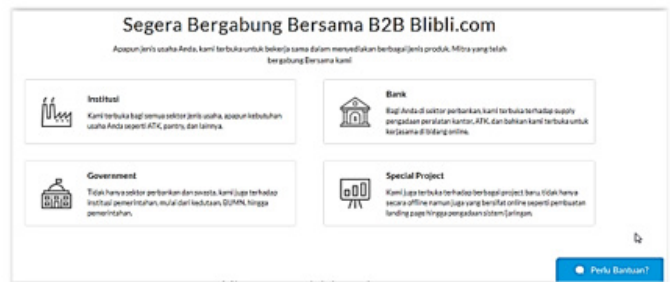 Segera Bergabung Bersama B2B Blibli.com
Apapun jenis usaha Anda, kami terbuka untuk bekerja sama dalam menyediakan berbagai jenis produk. Mitra yang telah
bergabung Bersama kami
Institusi
Kami terbuka bagi semua sektor jenis usaha, apapun kebutuhan
usaha Anda seperti ATK, pantry, dan lainnya.
Bank
Bagi Anda di sektor perbankan, kami terbuka terhadap supply
pengadaan peralatan kantor, ATK, dan bahkan kami terbuka untuk
kerjasama di bidang online.
Government
Tidak hanya sektor perbankan dan swasta, kami juga terhadap
institusi pemerintahan, mulai dari kedutaan, BUMN, hingga
pemerintahan.
Special Project
Kami juga terbuka terhadap berbagai project baru, tidak hanya
secara offline namun juga yang bersifat online seperti pembuatan
landing page hingga pengadaan sistem jaringan.
Perlu Bantuan?